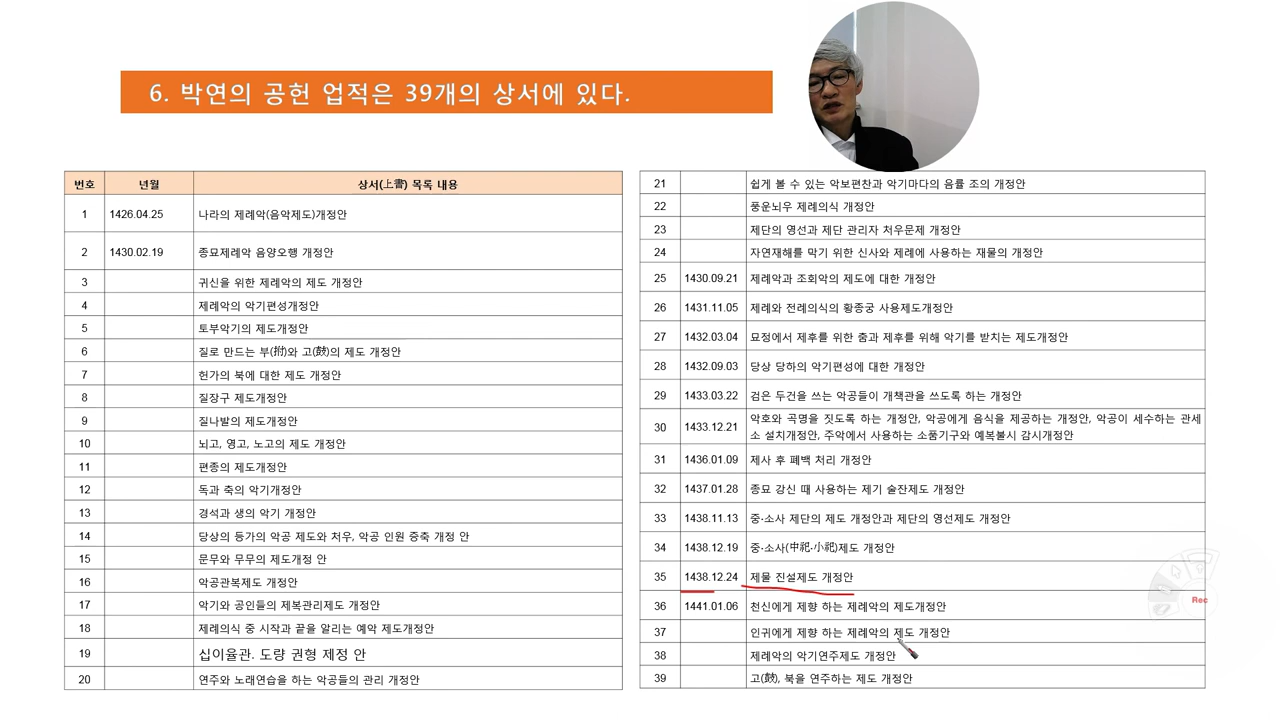 6. 박연의 공헌 업적은 39개의 상서에 있다.
번호 년월 상서(上書) 목록 내용
1 1426.04.25 나라의 제례악(음악제도)개정안
2 1430.02.19 종묘제례악 음양오행 개정안
3 귀신을 위한 제례악의 제도 개정안
4 제례악의 악기편성개정안
5 토부악기의 제도개정안
6 질로 만드는 부(拊)와 고(鼓)의 제도 개정안
7 헌가의 북에 대한 제도 개정안
8 질장구 제도개정안
9 질나발의 제도개정안
10 뇌고, 영고, 노고의 제도 개정안
11 편종의 제도개정안
12 독과 축의 악기개정안
13 경석과 생의 악기 개정안
14 당상의 등가의 악공 제도와 처우, 악공 인원 증축 개정 안
15 문무와 무무의 제도개정 안
16 악공관복제도 개정안
17 악기와 공인들의 제복관리제도 개정안
18 제례의식 중 시작과 끝을 알리는 예악 제도개정안
19 십이율관. 도량 권형 제정 안
20 연주와 노래연습을 하는 악공들의 관리 개정안
21 쉽게 볼 수 있는 악보편찬과 악기마다의 음률 조의 개정안
22 풍운뇌우 제례의식 개정안
23 제단의 영선과 제단 관리자 처우문제 개정안
24 자연재해를 막기 위한 신사와 제례에 사용하는 재물의 개정안
25 1430.09.21 제례악과 조회악의 제도에 대한 개정안
26 1431.11.05 제례와 전례의식의 황종궁 사용제도개정안
27 1432.03.04 묘정에서 제후를 위한 춤과 제후를 위해 악기를 받치는 제도개정안
28 1432.09.03 당상 당하의 악기편성에 대한 개정안
29 1433.03.22 검은 두건을 쓰는 악공들이 개책관을 쓰도록 하는 개정안
30 1433.12.21 악호와 곡명을 짓도록 하는 개정안, 악공에게 음식을 제공하는 개정안, 악공이 세수하는 관세
소 설치개정안, 주악에서 사용하는 소품기구와 예복불시 감시개정안
31 1436.01.09 제사 후 폐백 처리 개정안
32 1437.01.28 종묘 강신 때 사용하는 제기 술잔제도 개정안
33 1438.11.13 중·소사 제단의 제도 개정안과 제단의 영선제도 개정안
34 1438.12.19 중·소사(中祀·小祀)제도 개정안
35 1438.12.24 제물 진설제도 개정안
36 1441.01.06 천신에게 제향 하는 제례악의 제도개정안
37 인귀에게 제향 하는 제례악의 제도 개정안
38 제례악의 악기연주제도 개정안
39 고(鼓), 북을 연주하는 제도 개정안
Rec